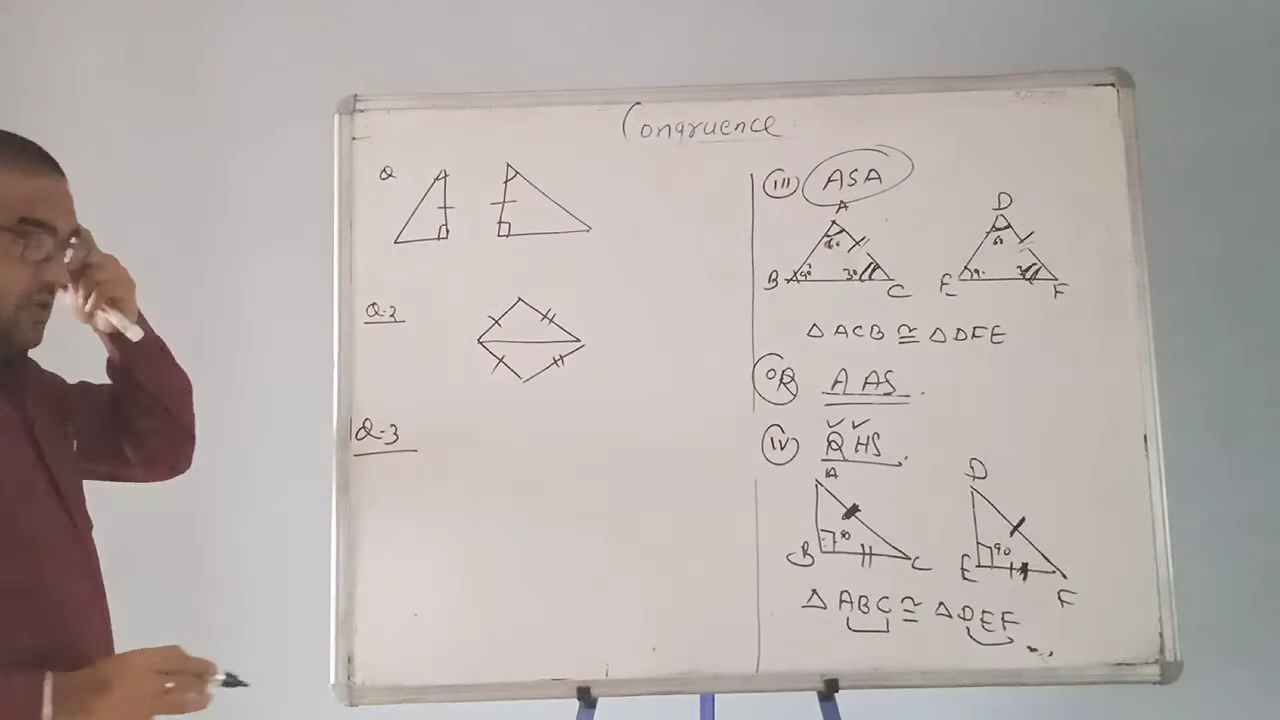 Congruence
Q
Q-2
Q-3
(III) ASA
A
60
B 90 30 C
D
60
E 90 F
△ ACB ≅ △ DFE
OR AAS
(IV) RHS
A
B 90 C
D
E 90 F
△ ABC ≅ △ DEF